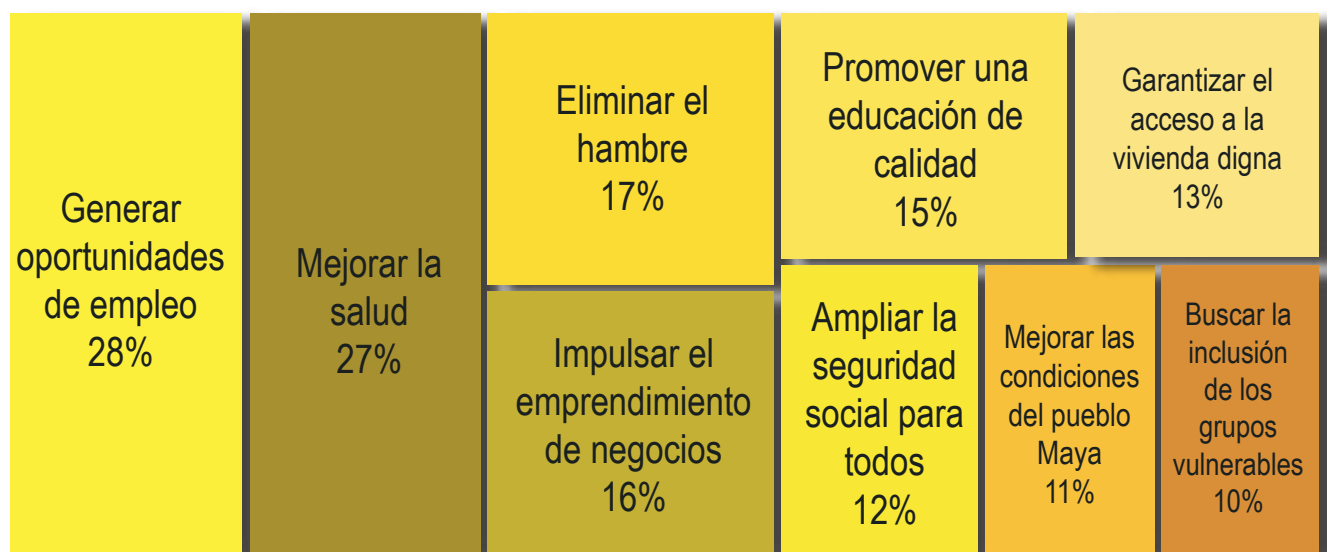 Generar
oportunidades
de empleo
28%
Mejorar la
salud
27%
Eliminar el
hambre
17%
Impulsar el
emprendimiento
de negocios
16%
Promover una
educación de
calidad
15%
Garantizar el
acceso a la
vivienda digna
13%
Ampliar la
seguridad
social para
todos
12%
Mejorar las
condiciones
del pueblo
Maya
11%
Buscar la
inclusión
de los
grupos
vulnerables
10%